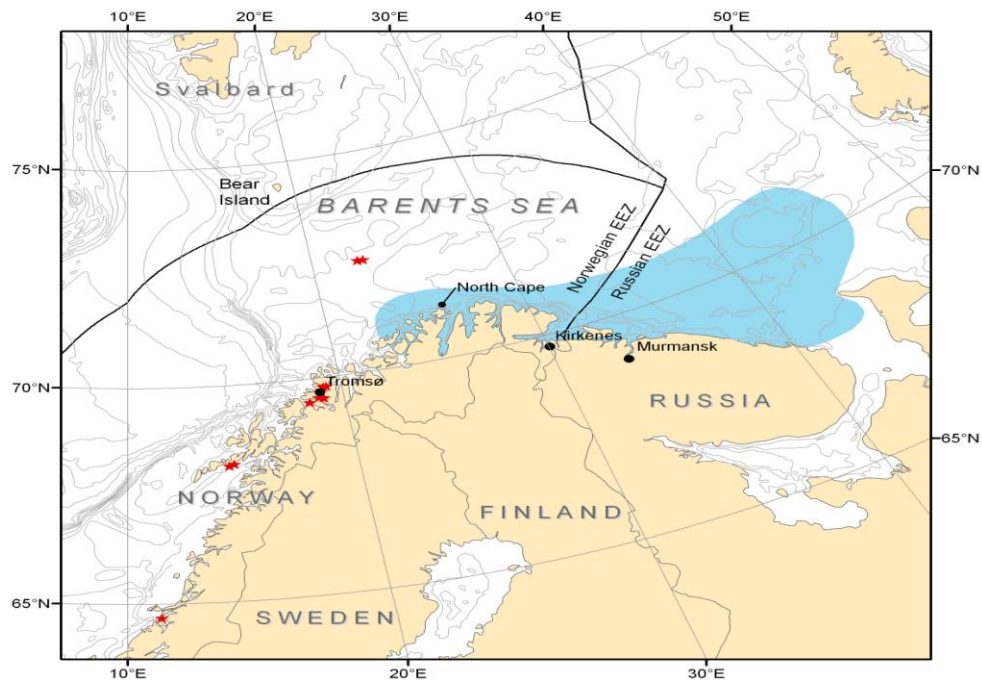 10°E
20°E
30°E
40°E
50°E
Svalbard
75°N
70°N
Bear
Island
BARENTS SEA
Norwegian EEZ
Russian EEZ
North Cape
Kirkenes
Murmansk
70°N
Tromsø
RUSSIA
65°N
NORWAY
FINLAND
65°N
SWEDEN
10°E
20°E
30°E